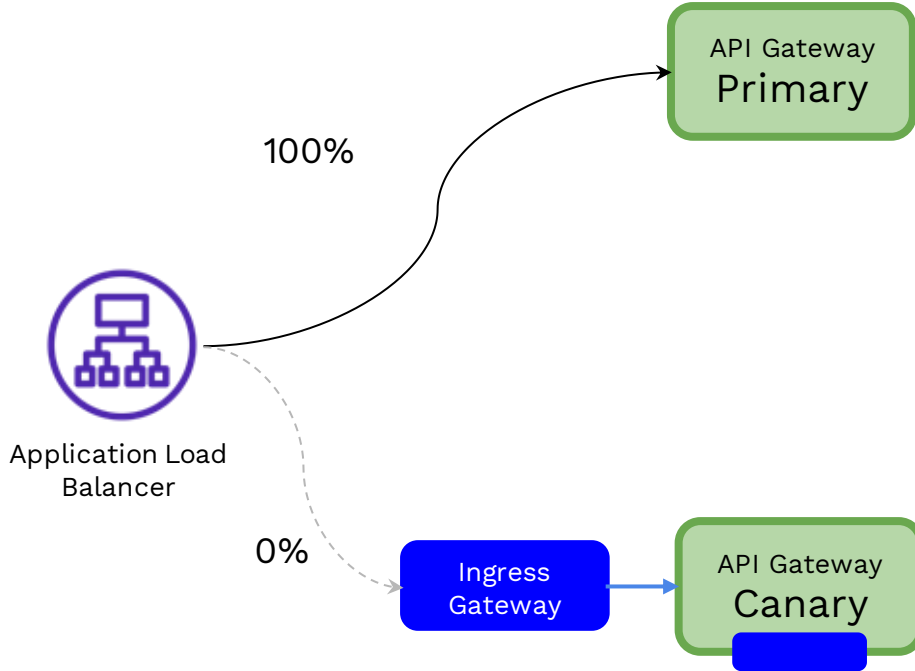 API Gateway
Primary
100%
Application Load
Balancer
0%
Ingress
Gateway
API Gateway
Canary